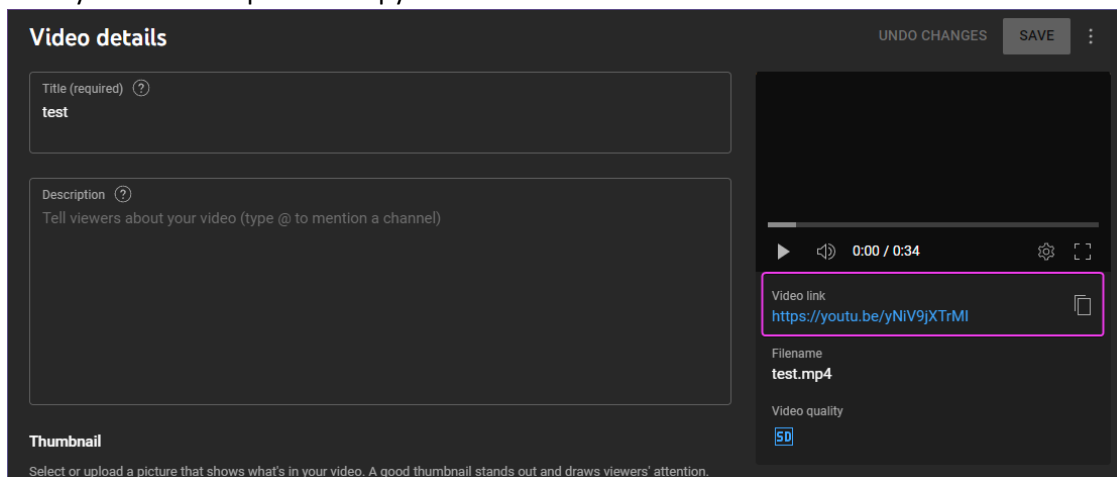 Video details
UNDO CHANGES
SAVE
Title (required)
test
Description
Tell viewers about your video (type @ to mention a channel)
0:00 / 0:34
Video link
https://youtu.be/yNiV9jXTrMI
Filename
test.mp4
Video quality
SD
Thumbnail
Select or upload a picture that shows what's in your video. A good thumbnail stands out and draws viewers' attention.